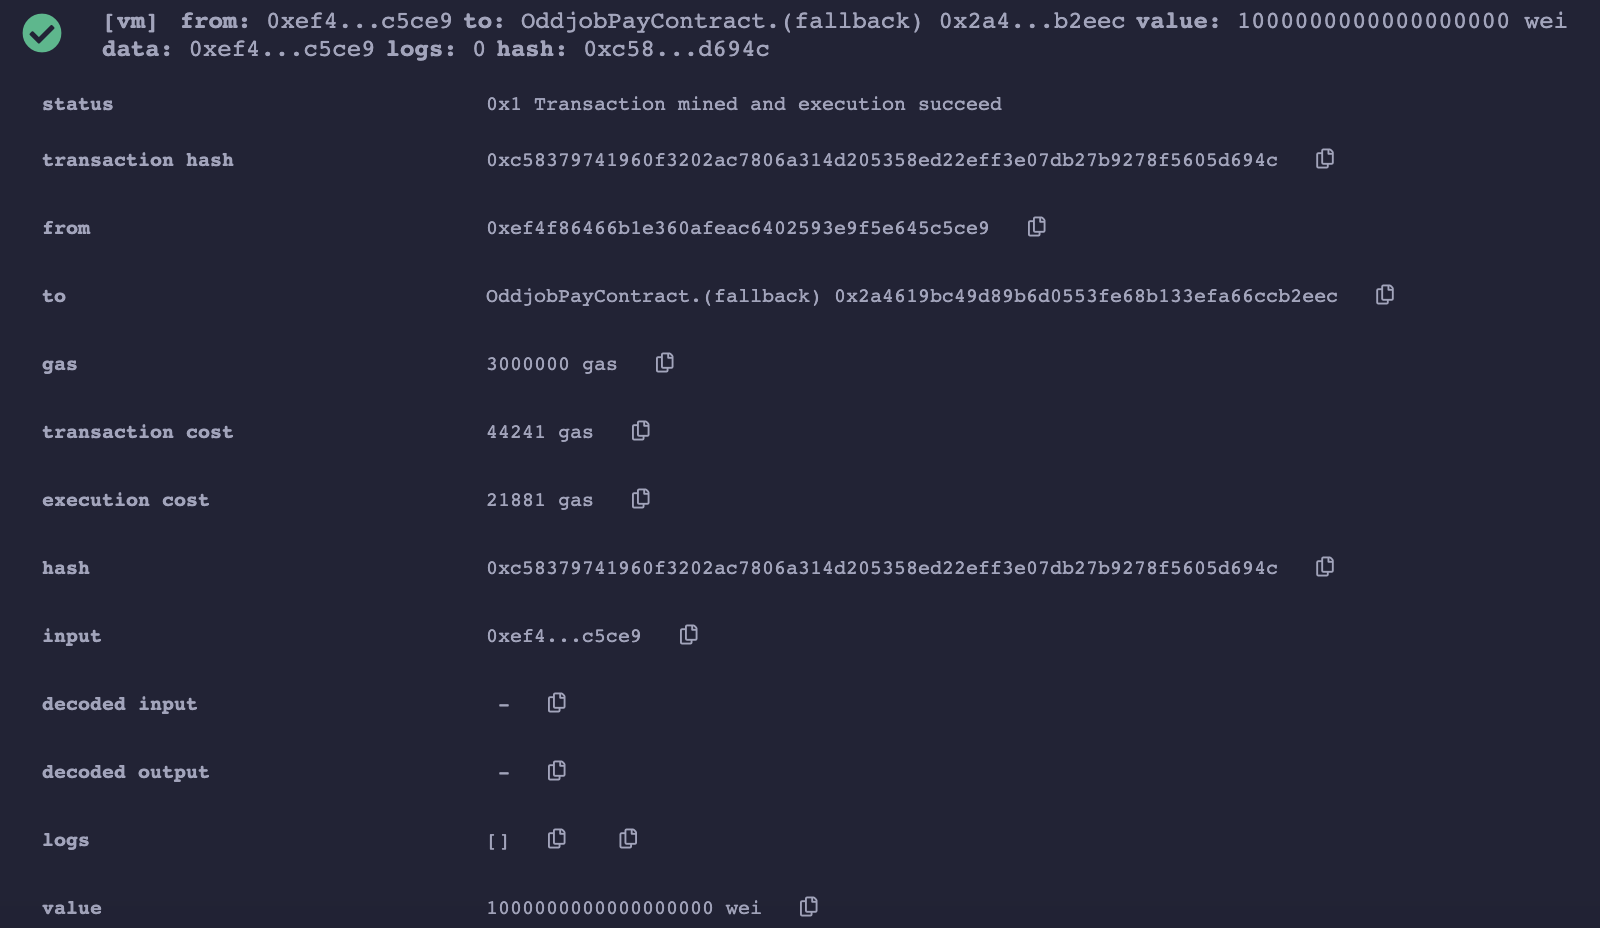 [vm] from: 0xef4...c5ce9 to: OddjobPayContract.(fallback) 0x2a4...b2eec value: 1000000000000000000 wei
data: 0xef4...c5ce9 logs: 0 hash: 0xc58...d694c
status 0x1 Transaction mined and execution succeed
transaction hash 0xc58379741960f3202ac7806a314d205358ed22eff3e07db27b9278f5605d694c
from 0xef4f86466b1e360afeac6402593e9f5e645c5ce9
to OddjobPayContract.(fallback) 0x2a4619bc49d89b6d0553fe68b133efa66ccb2eec
gas 3000000 gas
transaction cost 44241 gas
execution cost 21881 gas
hash 0xc58379741960f3202ac7806a314d205358ed22eff3e07db27b9278f5605d694c
input 0xef4...c5ce9
decoded input -
decoded output -
logs []
value 1000000000000000000 wei